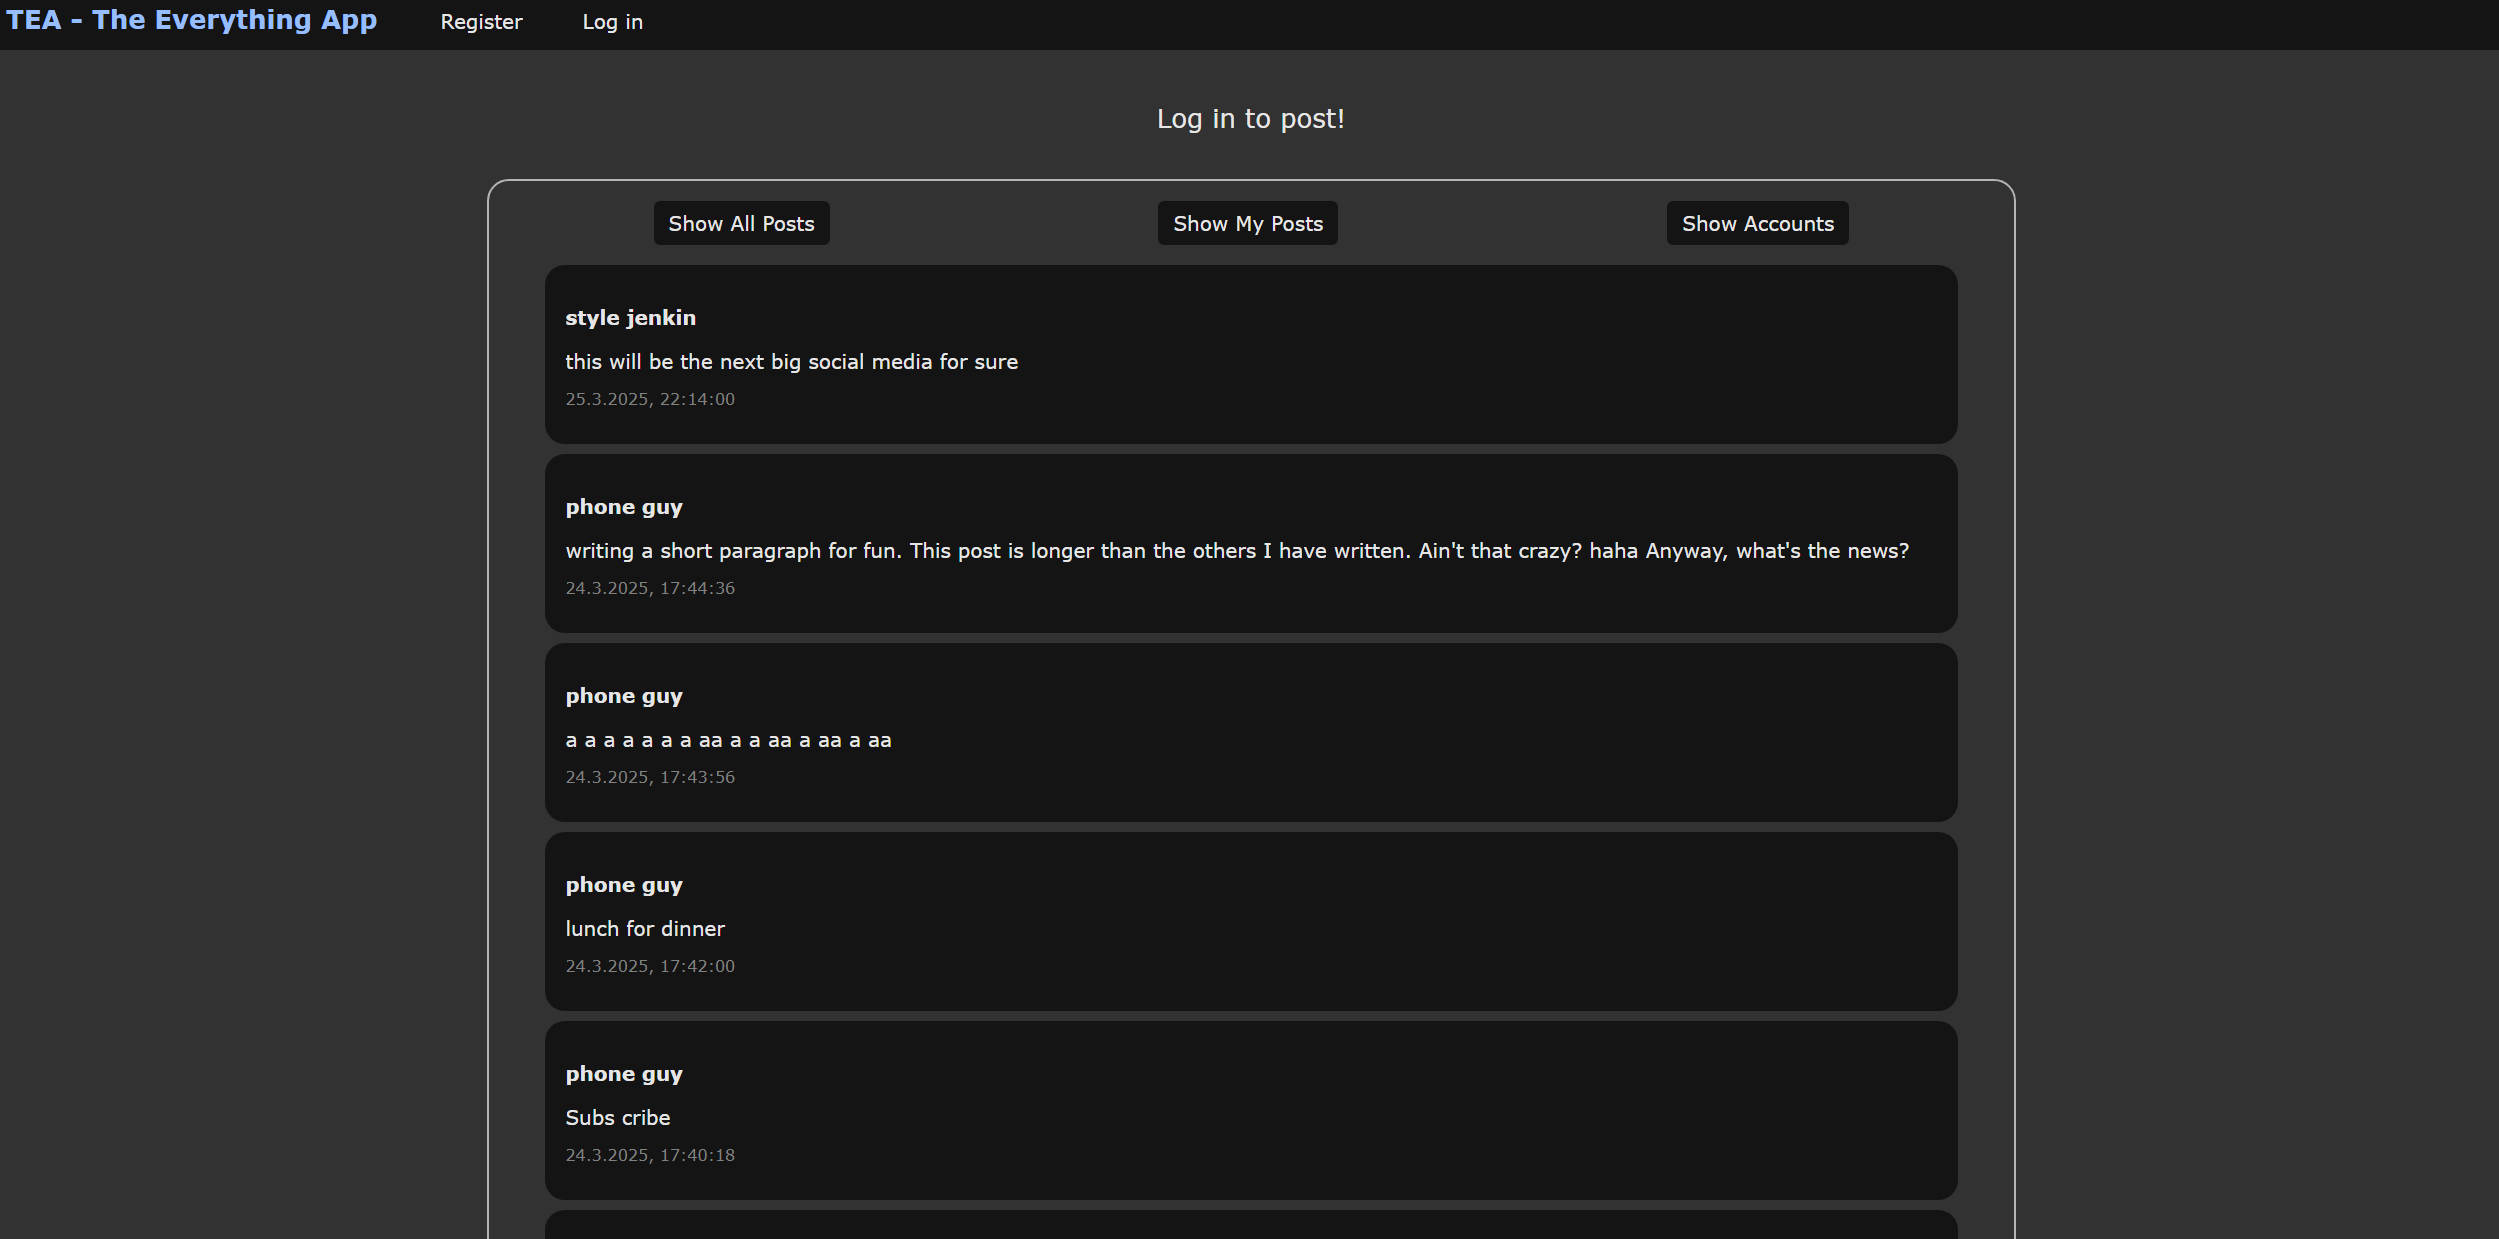 TEA – The Everything App
Register
Log in
Log in to post!
Show All Posts
Show My Posts
Show Accounts
style jenkin
this will be the next big social media for sure
25.3.2025, 22:14:00
phone guy
writing a short paragraph for fun. This post is longer than the others I have written. Ain't that crazy? haha Anyway, what's the news?
24.3.2025, 17:44:36
phone guy
a a a a a a a aa a a aa a aa a aa
24.3.2025, 17:43:56
phone guy
lunch for dinner
24.3.2025, 17:42:00
phone guy
Subs cribe
24.3.2025, 17:40:18